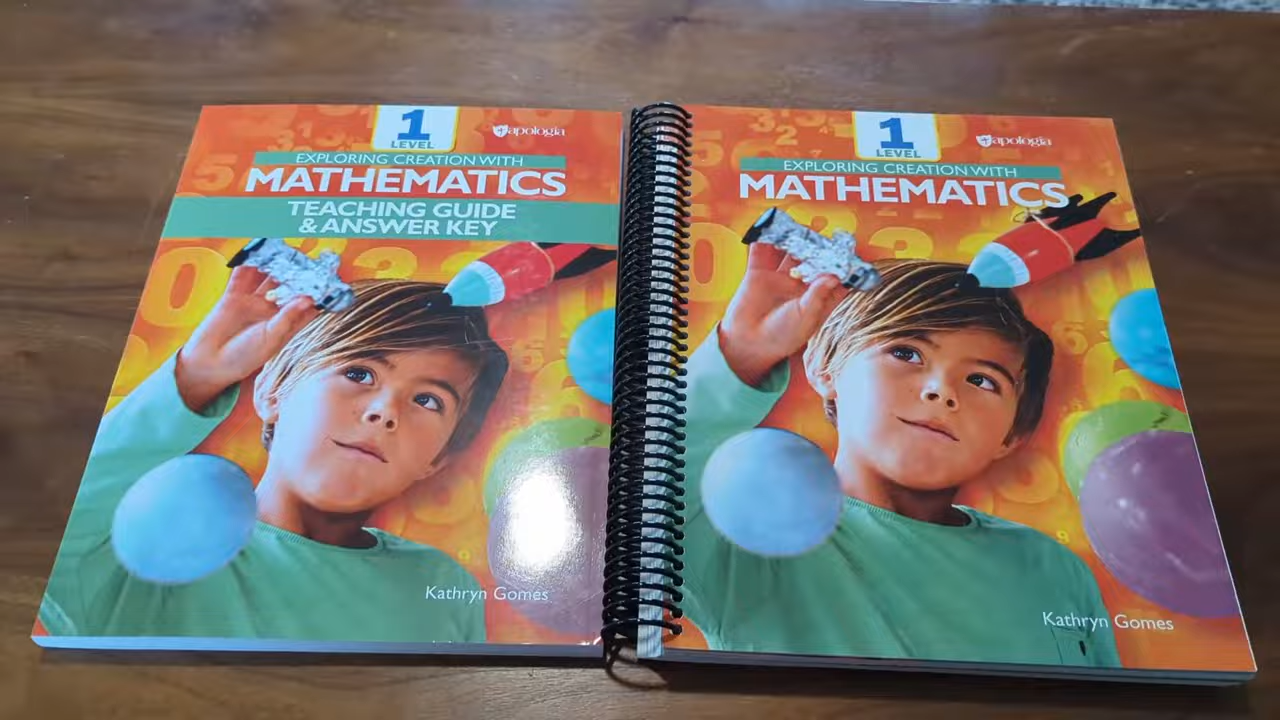 1
LEVEL
apologia
EXPLORING CREATION WITH
MATHEMATICS
TEACHING GUIDE
& ANSWER KEY
Kathryn Gomes
1
LEVEL
apologia
EXPLORING CREATION WITH
MATHEMATICS
Kathryn Gomes